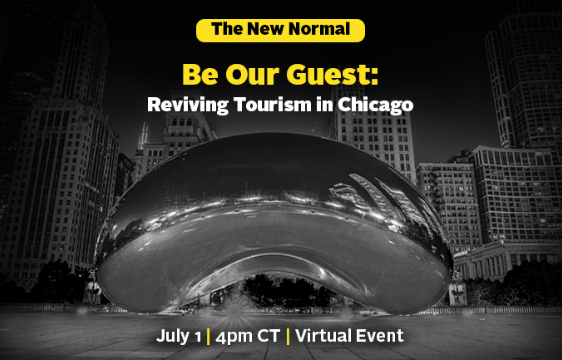 The New Normal
Be Our Guest:
Reviving Tourism in Chicago
July 1 | 4pm CT | Virtual Event